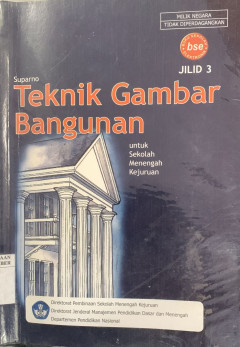 MILIK NEGARA
TIDAK DIPERDAGANGKAN
bse
JILID 3
Suparno
Teknik Gambar
Bangunan
untuk
Sekolah
Menengah
Kejuruan
Direktorat Pembinaan Sekolah Menengah Kejuruan
Direktorat Jenderal Manajemen Pendidikan Dasar dan Menengah
Departemen Pendidikan Nasional